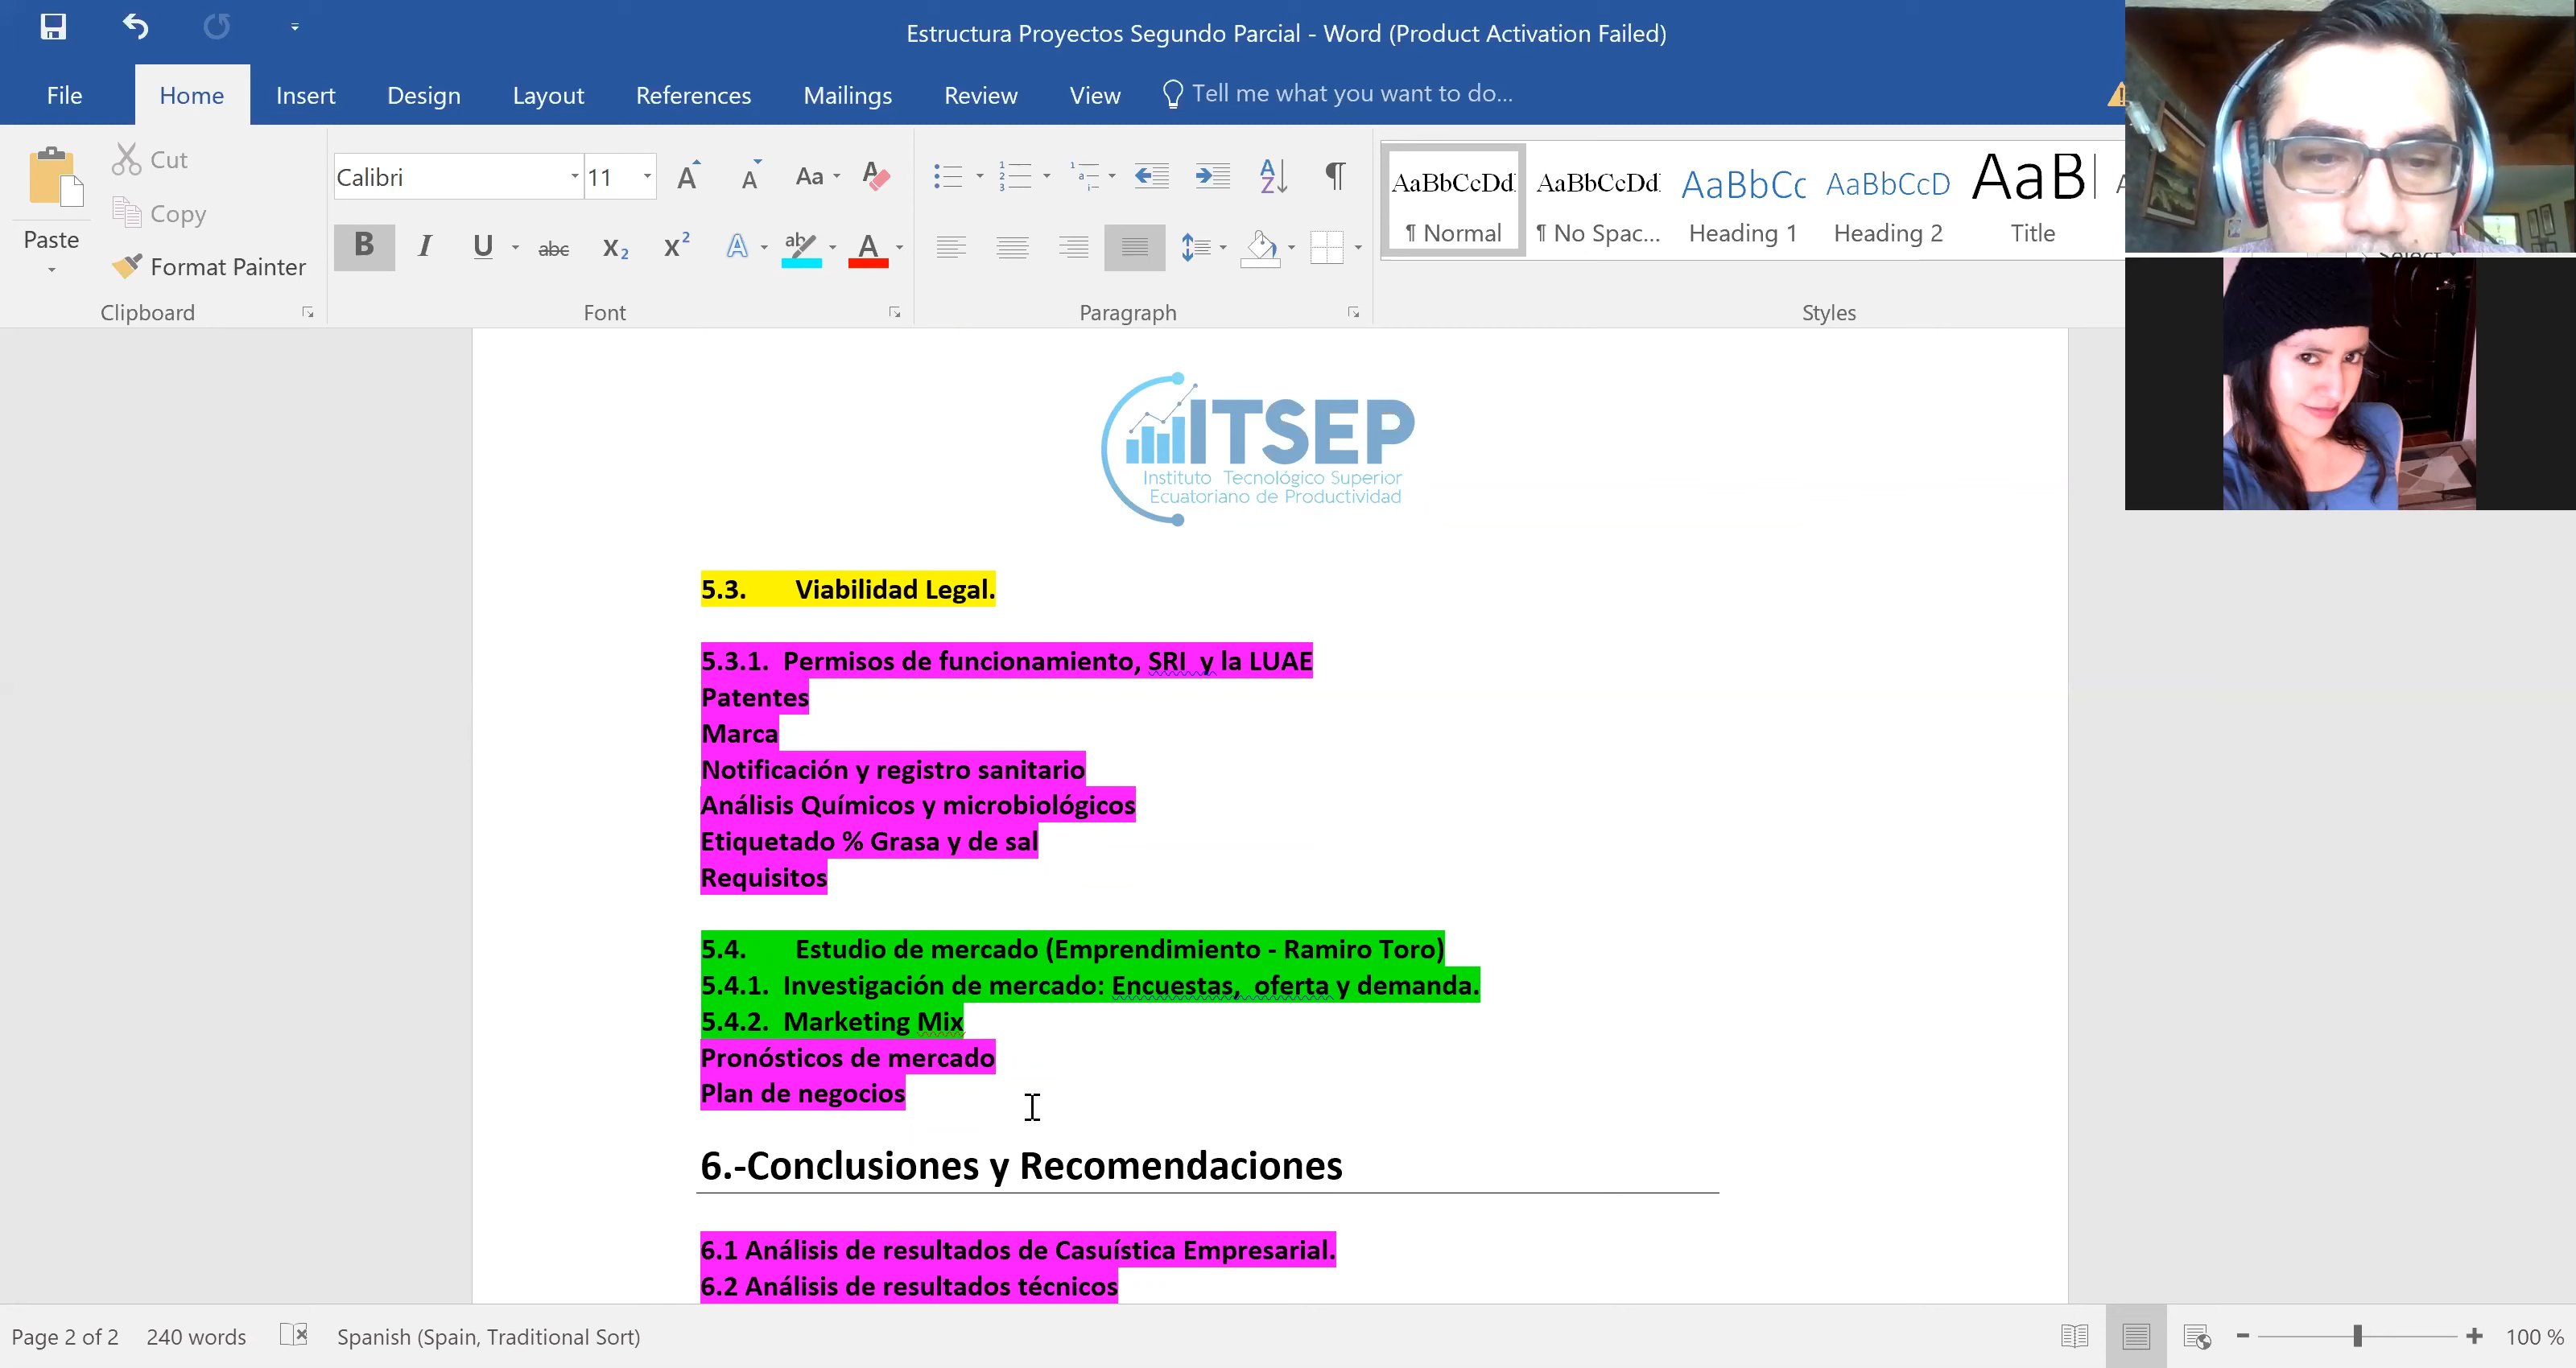 Estructura Proyectos Segundo Parcial - Word (Product Activation Failed)
File Home Insert Design Layout References Mailings Review View Tell me what you want to do...
Paste
Cut
Copy
Format Painter
Clipboard
Calibri 11
Font
Paragraph
AaBbCcDd AaBbCcDd AaBbCc AaBbCcD AaB
¶ Normal ¶ No Spac... Heading 1 Heading 2 Title
Styles
Select
ITSEP
Instituto Tecnológico Superior
Ecuatoriano de Productividad
5.3. Viabilidad Legal.
5.3.1. Permisos de funcionamiento, SRI y la LUAE
Patentes
Marca
Notificación y registro sanitario
Análisis Químicos y microbiológicos
Etiquetado % Grasa y de sal
Requisitos
5.4. Estudio de mercado (Emprendimiento - Ramiro Toro)
5.4.1. Investigación de mercado: Encuestas, oferta y demanda.
5.4.2. Marketing Mix
Pronósticos de mercado
Plan de negocios
6.-Conclusiones y Recomendaciones
6.1 Análisis de resultados de Casuística Empresarial.
6.2 Análisis de resultados técnicos
Page 2 of 2 240 words Spanish (Spain, Traditional Sort) 100 %